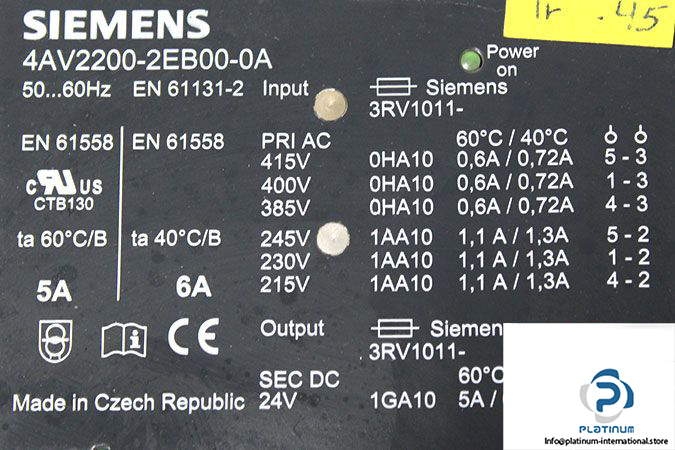 SIEMENS
.45
4AV2200-2EB00-0A
Power on
50...60Hz EN 61131-2 Input Siemens
3RV1011-
EN 61558 EN 61558 PRI AC 60°C / 40°C
415V 0HA10 0,6A / 0,72A 5 - 3
c RU US 400V 0HA10 0,6A / 0,72A 1 - 3
CTB130 385V 0HA10 0,6A / 0,72A 4 - 3
ta 60°C/B ta 40°C/B 245V 1AA10 1,1 A / 1,3A 5 - 2
230V 1AA10 1,1 A / 1,3A 1 - 2
5A 6A 215V 1AA10 1,1 A / 1,3A 4 - 2
i CE Output Siemen
3RV1011-
SEC DC 60°C
Made in Czech Republic 24V 1GA10 5A /
PLATINUM
info@platinum-international.store